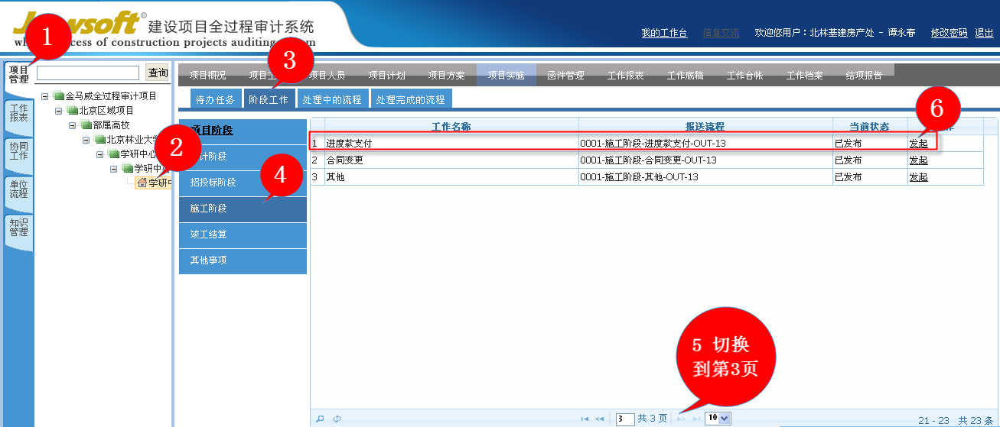 建设项目全过程审计系统
cess of construction projects auditing
我的工作台 信息交流 欢迎您用户：北林基建房产处 - 谭永春 修改密码 退出
1
2
3
4
6
5 切换
到第3页
项目
管理
工作
报表
协同
工作
单位
流程
知识
管理
查询
金马威全过程审计项目
北京区域项目
部属高校
北京林业大学
学研中心
学研中心
学研中
项目概况 项目 项目人员 项目计划 项目方案 项目实施 函件管理 工作报表 工作底稿 工作台帐 工作档案 结项报告
待办任务 阶段工作 处理中的流程 处理完成的流程
项目阶段
计阶段
招投标阶段
施工阶段
竣工结算
其他事项
工作名称 报送流程 当前状态 作
1 进度款支付 0001-施工阶段-进度款支付-OUT-13 已发布 发起
2 合同变更 0001-施工阶段-合同变更-OUT-13 已发布 发起
3 其他 0001-施工阶段-其他-OUT-13 已发布 发起
3 共 3 页 10 21 - 23 共 23 条